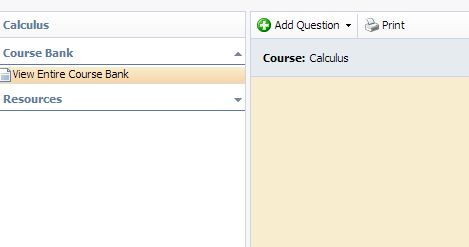 Calculus
Course Bank
View Entire Course Bank
Resources
Add Question
Print
Course: Calculus